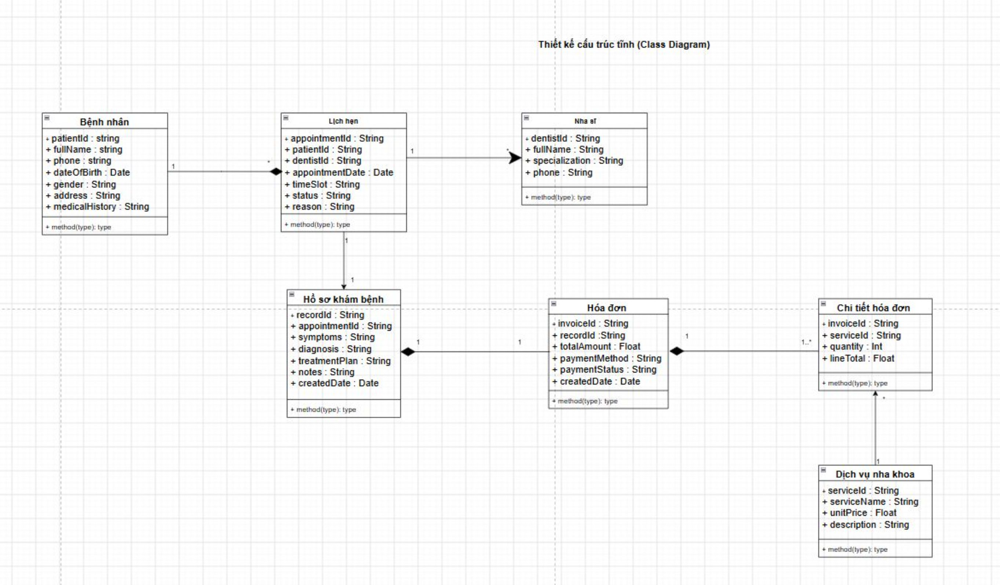 Thiết kế cấu trúc tĩnh (Class Diagram)
Bệnh nhân
+ patientId : string
+ fullName : string
+ phone : string
+ dateOfBirth : Date
+ gender : String
+ address : String
+ medicalHistory : String
+ method(type): type
1
*
Lịch hẹn
+ appointmentId : String
+ patientId : String
+ dentistId : String
+ appointmentDate : Date
+ timeSlot : String
+ status : String
+ reason : String
+ method(type): type
1
*
Nha sĩ
+ dentistId : String
+ fullName : String
+ specialization : String
+ phone : String
+ method(type): type
1
1
Hồ sơ khám bệnh
+ recordId : String
+ appointmentId : String
+ symptoms : String
+ diagnosis : String
+ treatmentPlan : String
+ notes : String
+ createdDate : Date
+ method(type): type
1
1
Hóa đơn
+ invoiceId : String
+ recordId :String
+ totalAmount : Float
+ paymentMethod : String
+ paymentStatus : String
+ createdDate : Date
+ method(type): type
1
1..*
Chi tiết hóa đơn
+ invoiceId : String
+ serviceId : String
+ quantity : Int
+ lineTotal : Float
+ method(type): type
*
1
Dịch vụ nha khoa
+ serviceId : String
+ serviceName : String
+ unitPrice : Float
+ description : String
+ method(type): type